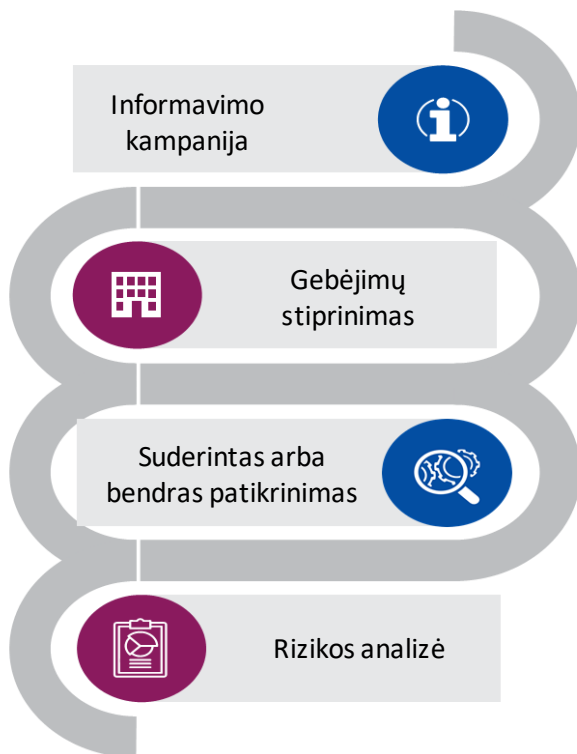 Informavimo
kampanija
Gebėjimų
stiprinimas
Suderintas arba
bendras patikrinimas
Rizikos analizė